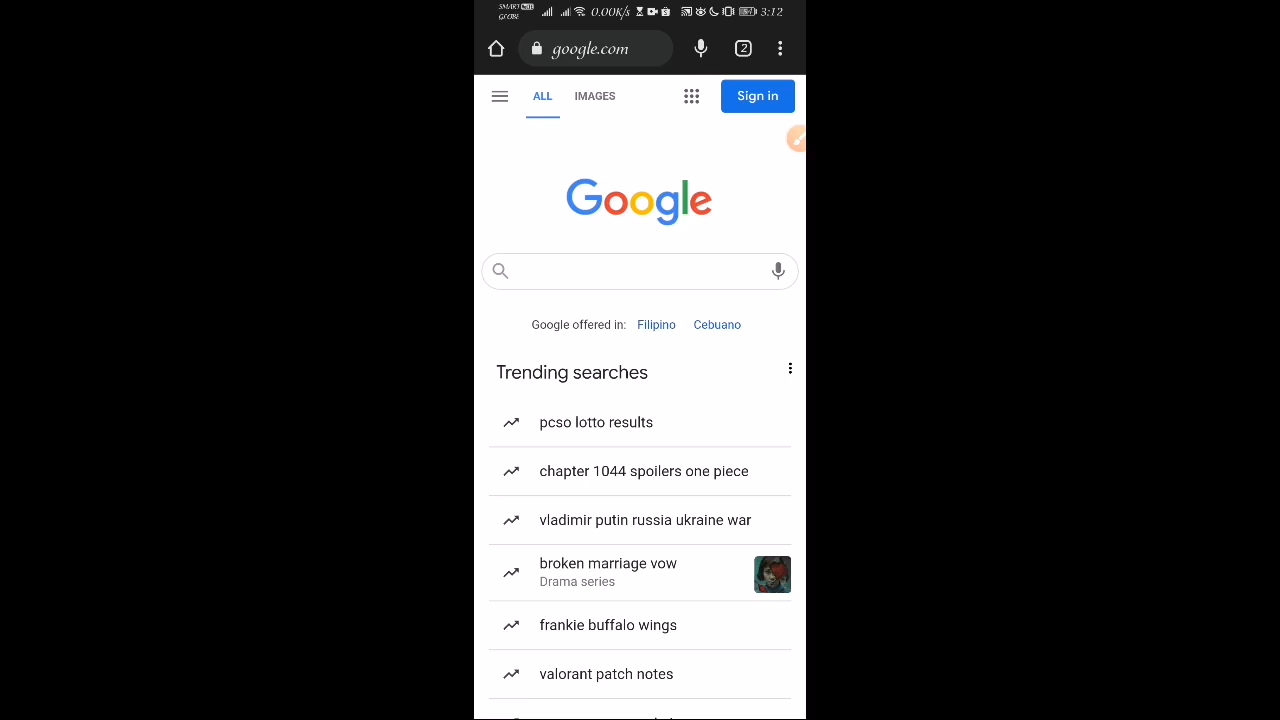 SMART
GLOBE
0.00K/s
3:12
google.com
2
ALL
IMAGES
Sign in
Google
Google offered in: Filipino Cebuano
Trending searches
pcso lotto results
chapter 1044 spoilers one piece
vladimir putin russia ukraine war
broken marriage vow
Drama series
frankie buffalo wings
valorant patch notes